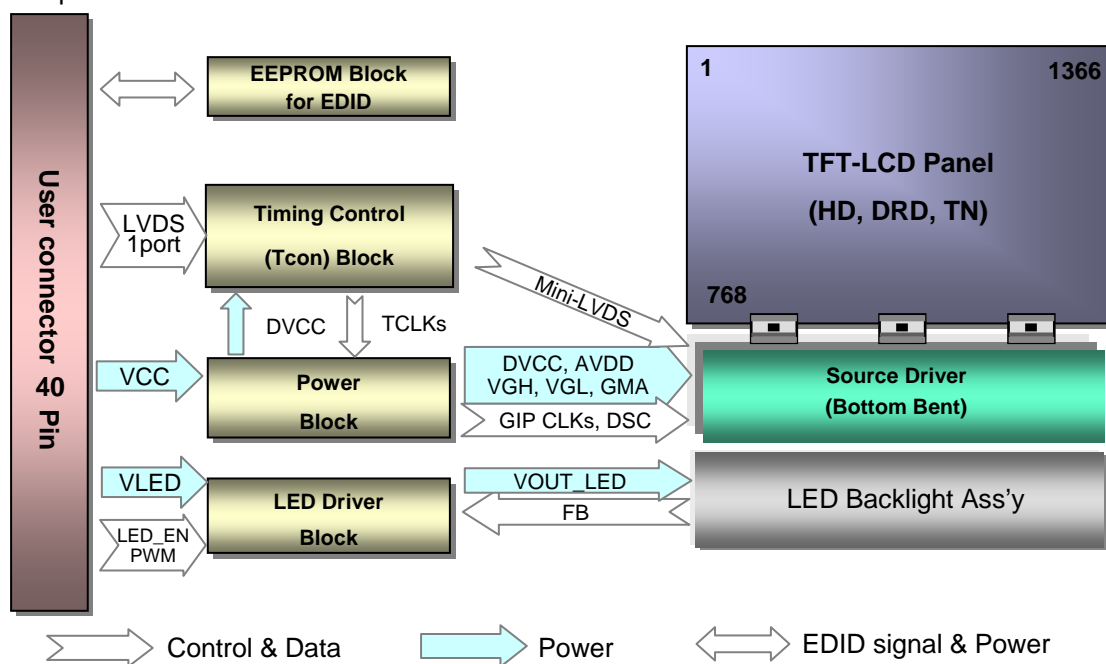 User connector 40 Pin
EEPROM Block
for EDID
LVDS
1port
Timing Control
(Tcon) Block
DVCC
TCLKs
VCC
Power
Block
VLED
LED_EN
PWM
LED Driver
Block
Mini-LVDS
DVCC, AVDD
VGH, VGL, GMA
GIP CLKs, DSC
VOUT_LED
FB
1
1366
TFT-LCD Panel
(HD, DRD, TN)
768
Source Driver
(Bottom Bent)
LED Backlight Ass'y
Control & Data
Power
EDID signal & Power